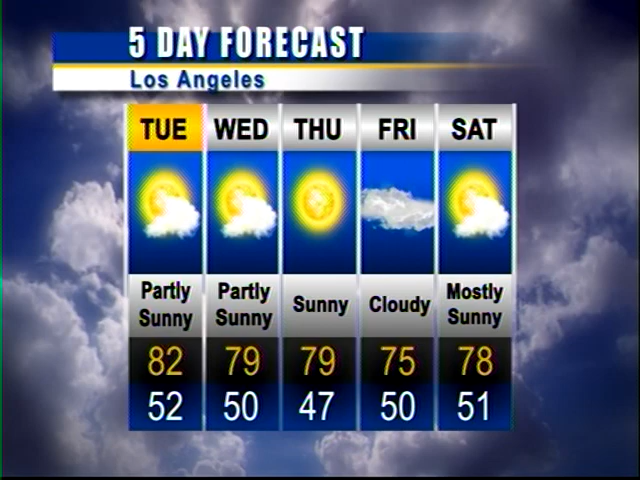 5 DAY FORECAST
Los Angeles
TUE WED THU FRI SAT
Partly Sunny Partly Sunny Sunny Cloudy Mostly Sunny
82 79 79 75 78
52 50 47 50 51